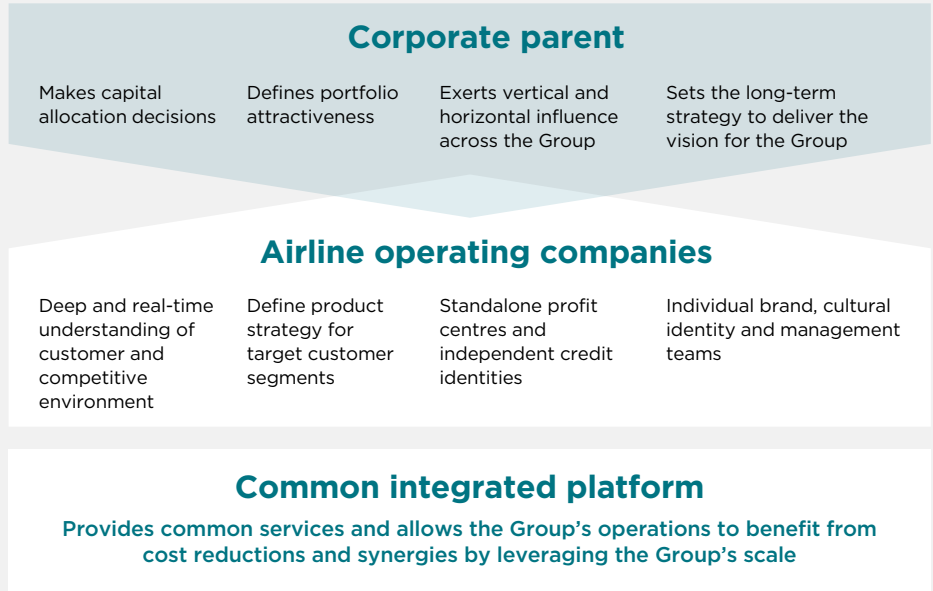 Corporate parent
Makes capital
allocation decisions
Defines portfolio
attractiveness
Exerts vertical and
horizontal influence
across the Group
Sets the long-term
strategy to deliver the
vision for the Group
Airline operating companies
Deep and real-time
understanding of
customer and
competitive
environment
Define product
strategy for
target customer
segments
Standalone profit
centres and
independent credit
identities
Individual brand, cultural
identity and management
teams
Common integrated platform
Provides common services and allows the Group’s operations to benefit from
cost reductions and synergies by leveraging the Group’s scale